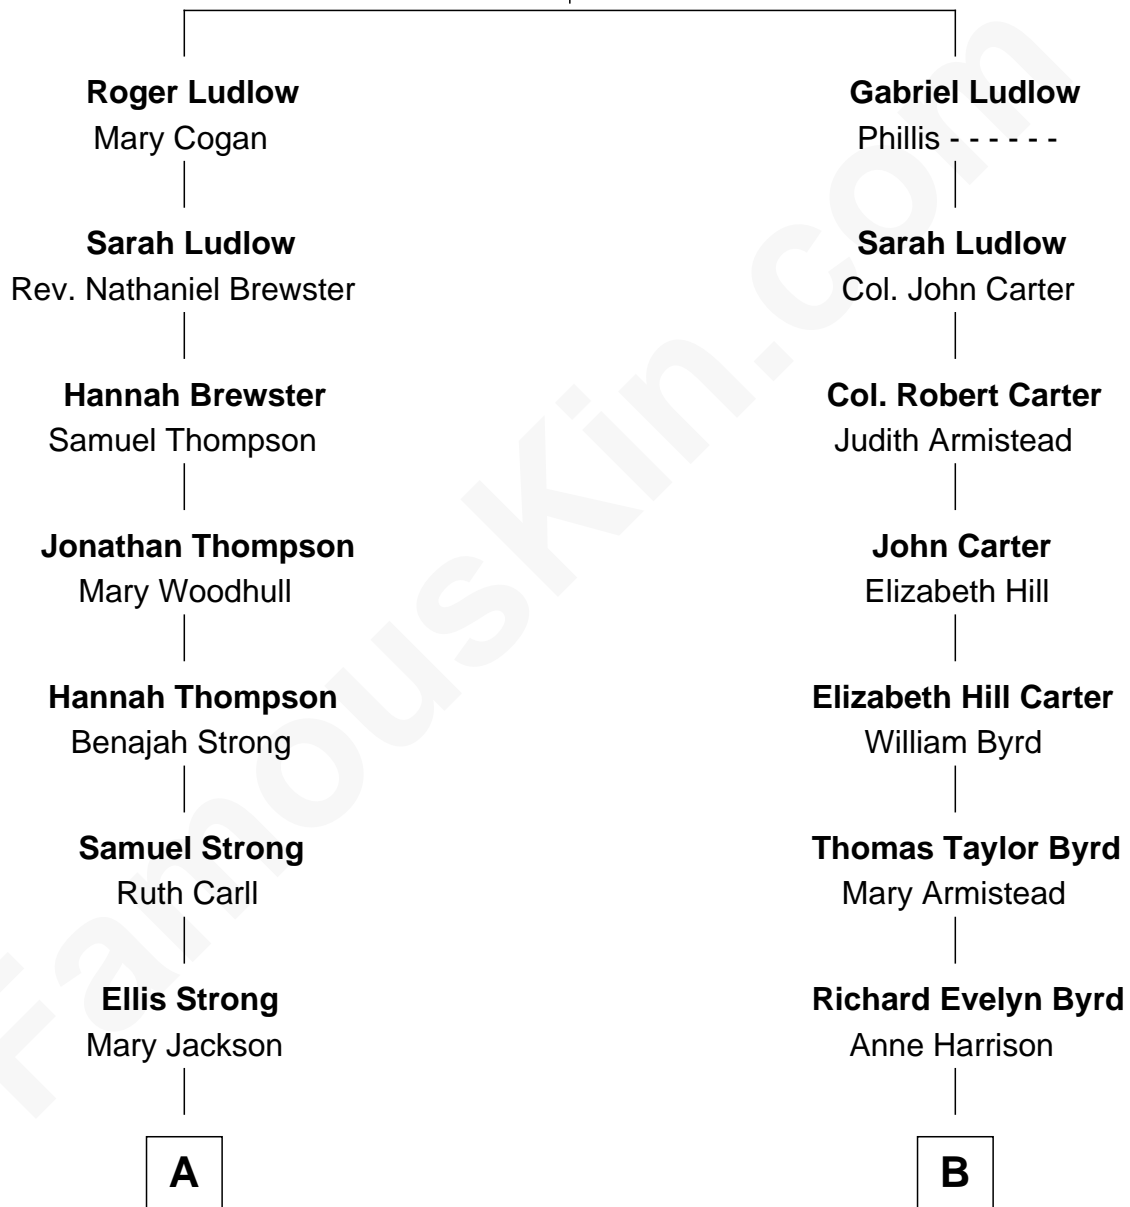 Roger Ludlow
Mary Cogan
Gabriel Ludlow
Phillis - - - - - -
Sarah Ludlow
Rev. Nathaniel Brewster
Sarah Ludlow
Col. John Carter
Hannah Brewster
Samuel Thompson
Col. Robert Carter
Judith Armistead
Jonathan Thompson
Mary Woodhull
John Carter
Elizabeth Hill
Hannah Thompson
Benajah Strong
Elizabeth Hill Carter
William Byrd
Samuel Strong
Ruth Carll
Thomas Taylor Byrd
Mary Armistead
Ellis Strong
Mary Jackson
Richard Evelyn Byrd
Anne Harrison
A
B
FamousKin.com